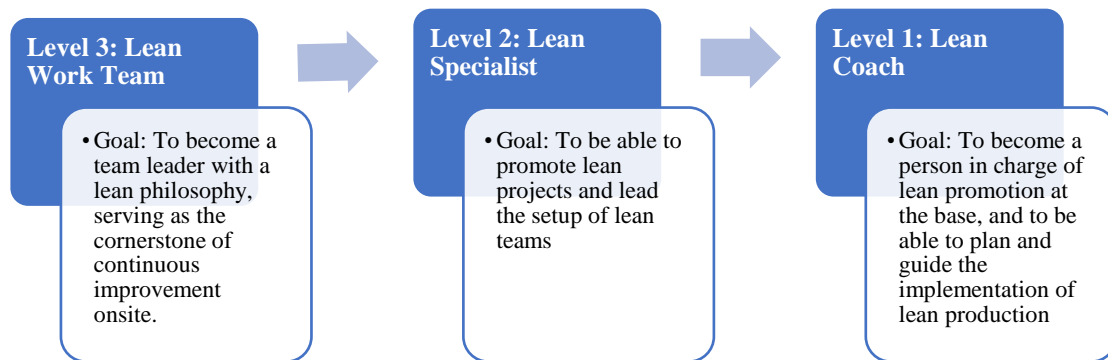 Level 3: Lean
Work Team
• Goal: To become a
team leader with a
lean philosophy,
serving as the
cornerstone of
continuous
improvement
onsite.
Level 2: Lean
Specialist
• Goal: To be able to
promote lean
projects and lead
the setup of lean
teams
Level 1: Lean
Coach
• Goal: To become a
person in charge of
lean promotion at
the base, and to be
able to plan and
guide the
implementation of
lean production